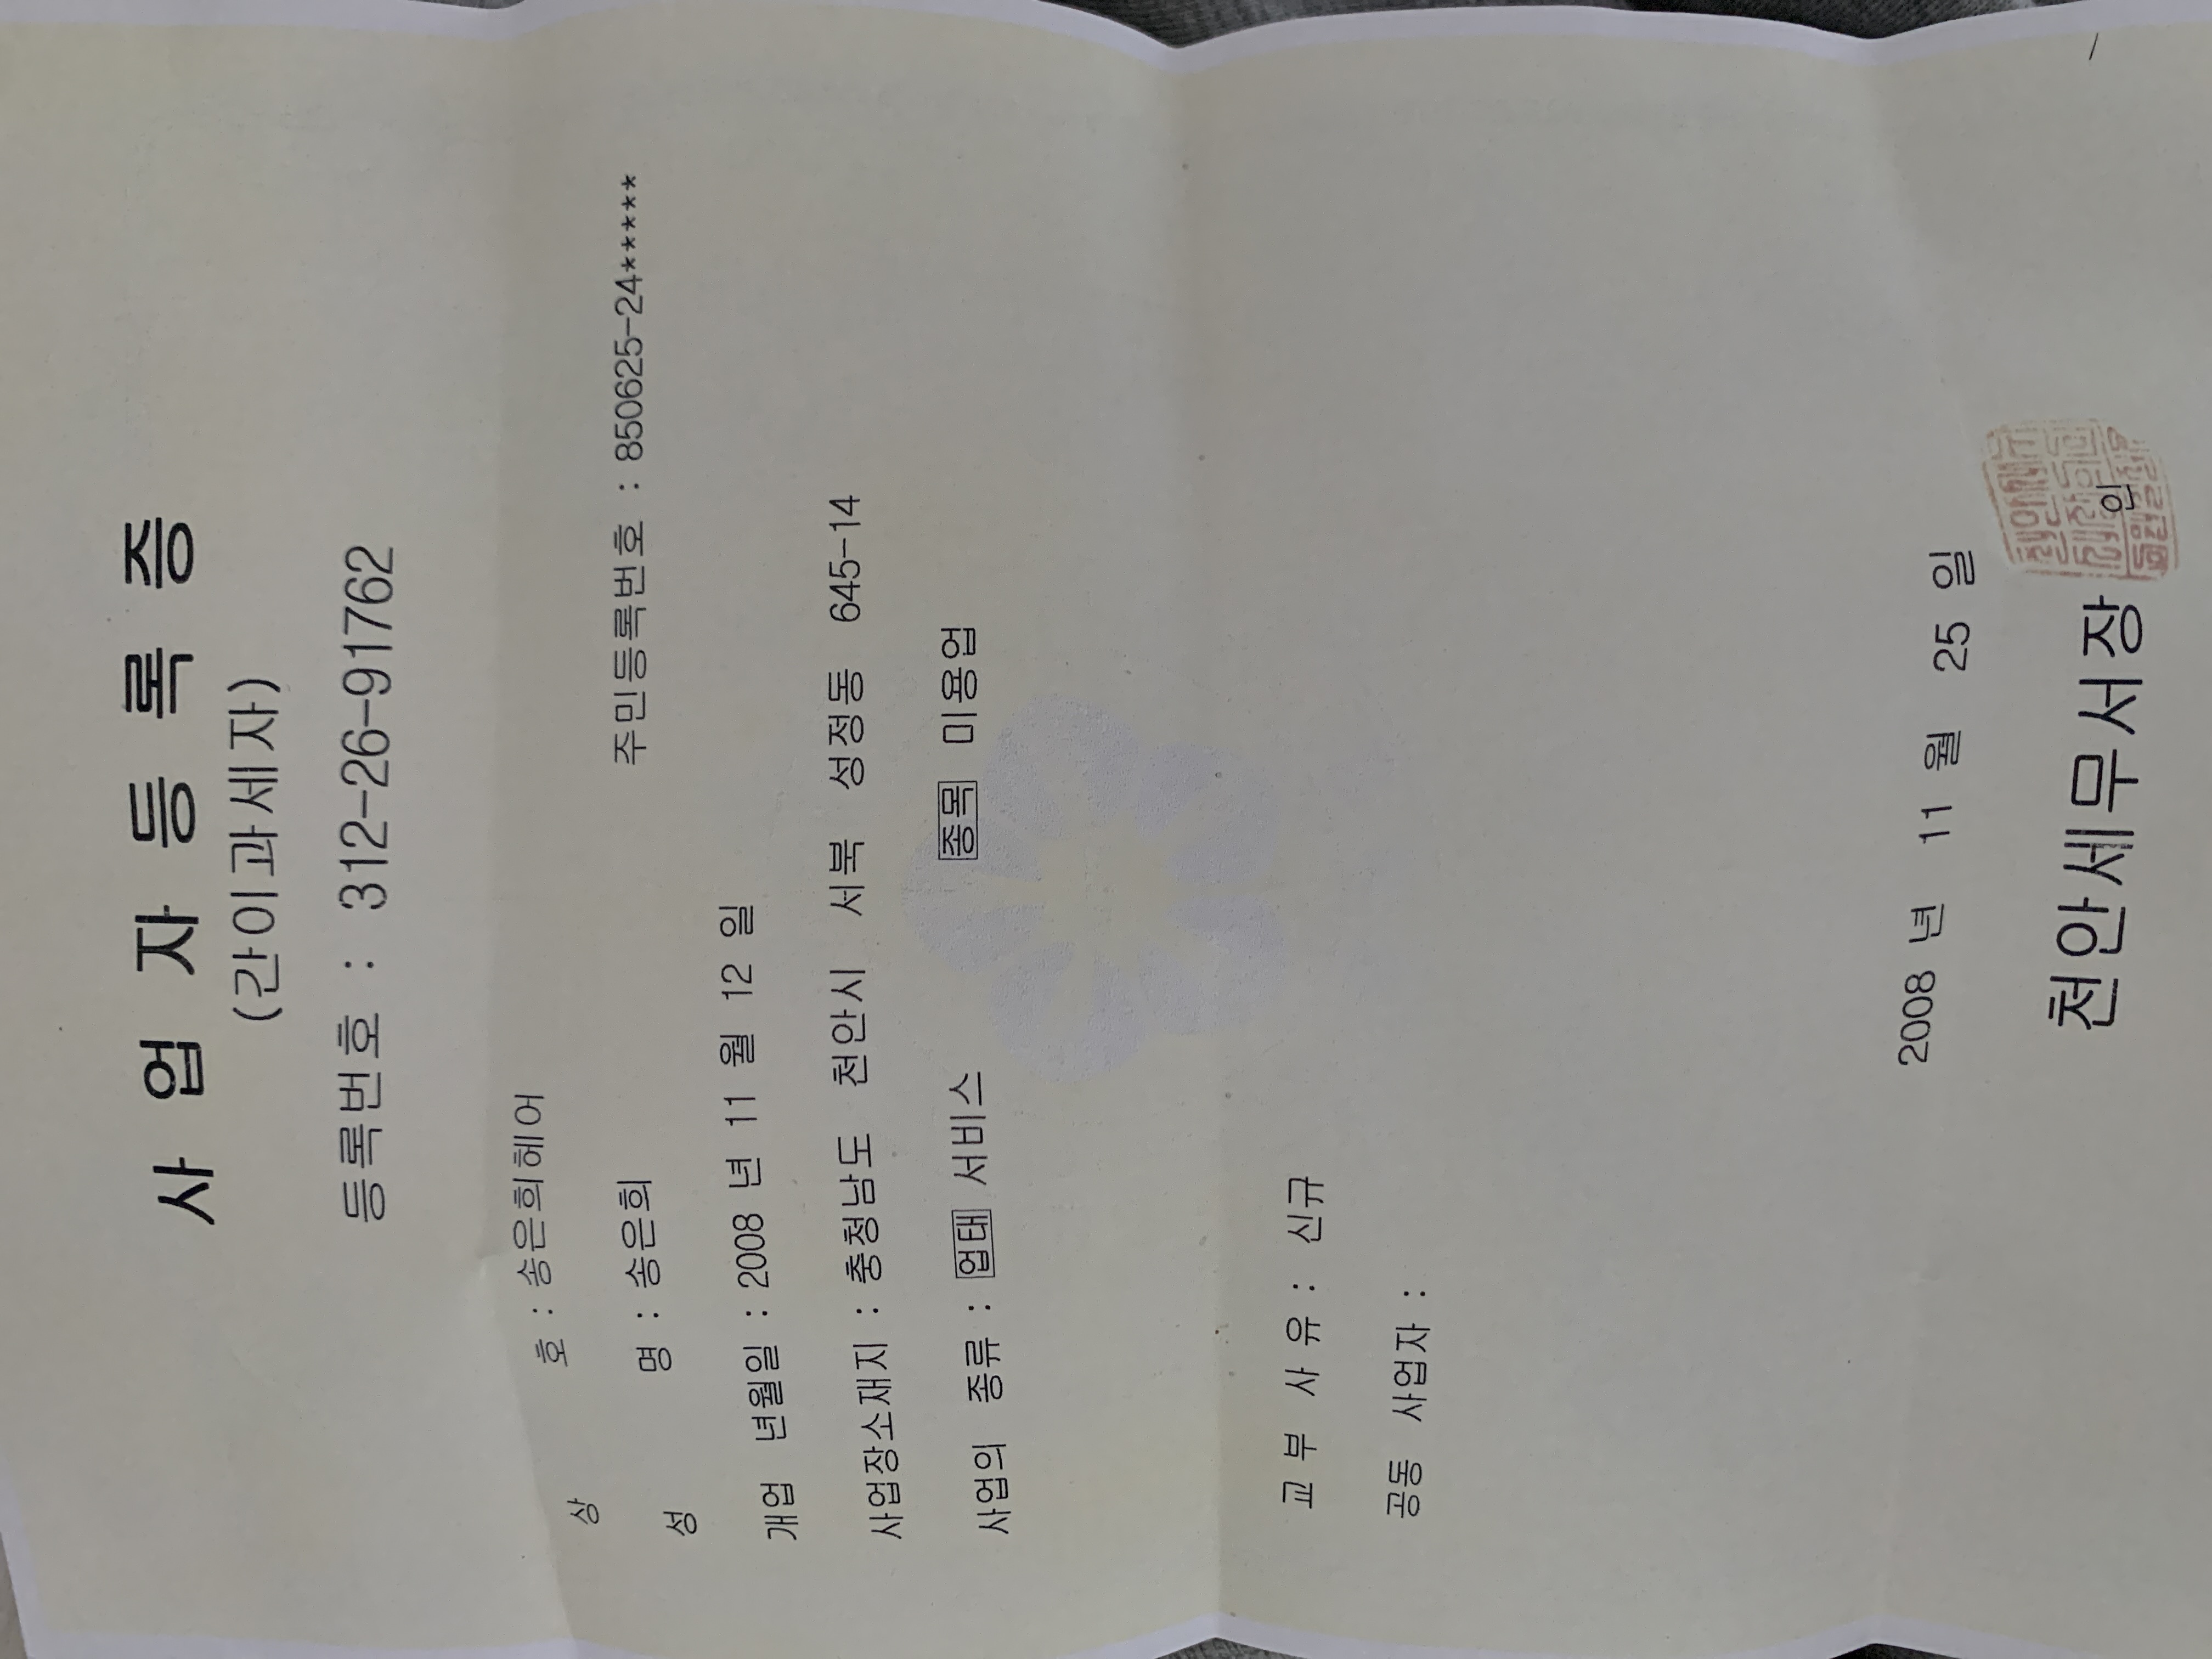 사 업 자 등 록 증
(간이과세자)
등록번호 : 312-26-91762
상 호 : 송은희헤어
성 명 : 송은희 주민등록번호 : 850625-24*****
개업 년월일 : 2008 년 11 월 12 일
사업장소재지 : 충청남도 천안시 서북 성정동 645-14
사업의 종류 : 업태 서비스 종목 미용업
교 부 사 유 : 신규
공동 사업자 :
2008 년 11 월 25 일
천안세무서장 인